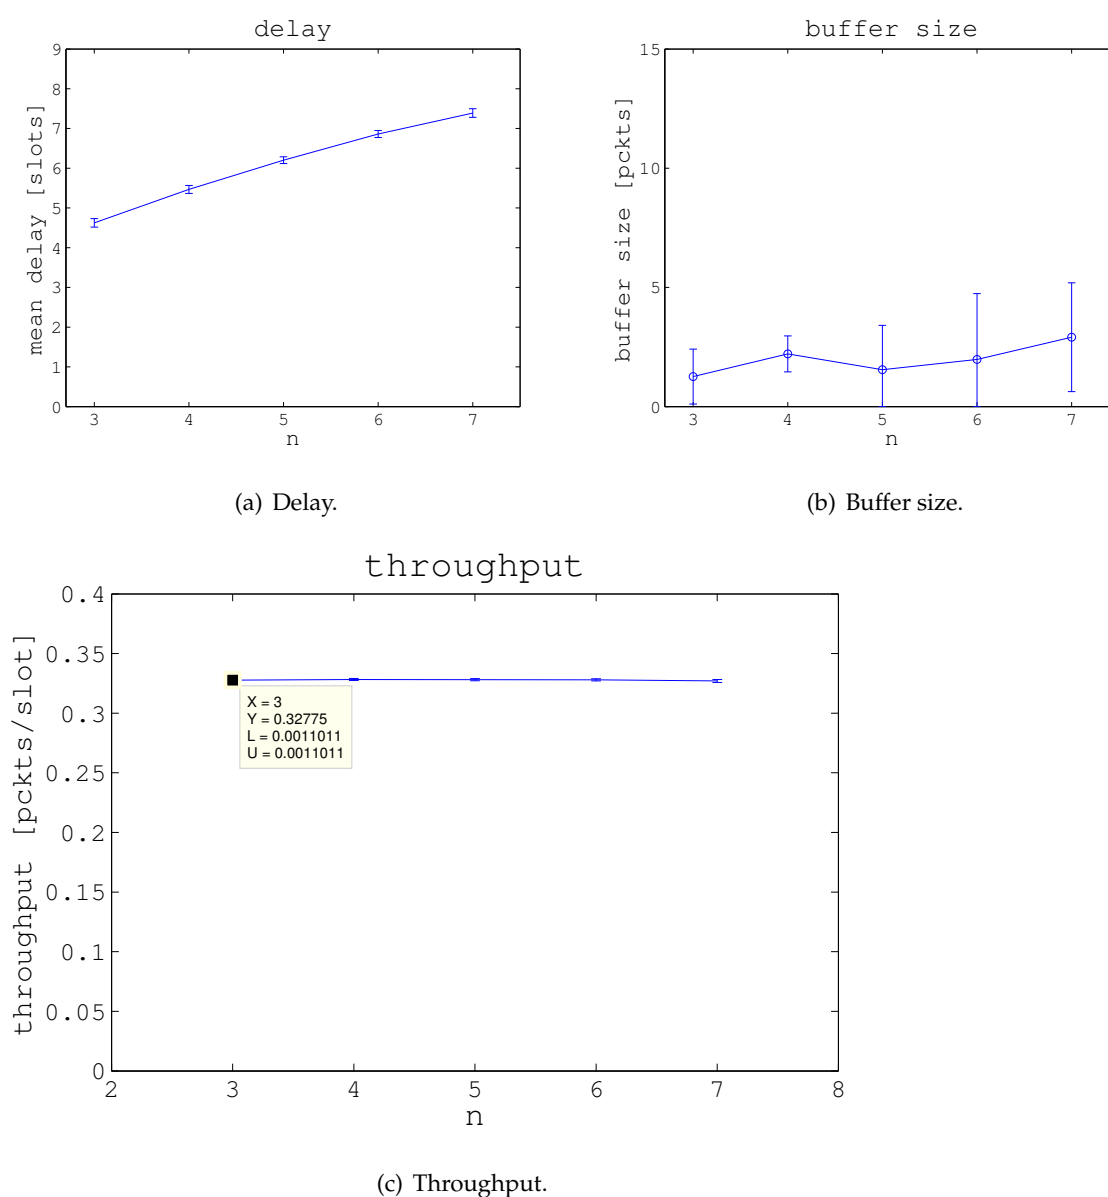 delay
9
8
7
6
5
4
3
2
1
0
mean delay [slots]
3 4 5 6 7
n
(a) Delay.
buffer size
15
10
5
0
buffer size [pckts]
3 4 5 6 7
n
(b) Buffer size.
throughput
0.4
0.35
0.3
0.25
0.2
0.15
0.1
0.05
0
throughput [pckts/slot]
X = 3
Y = 0.32775
L = 0.0011011
U = 0.0011011
2 3 4 5 6 7 8
n
(c) Throughput.